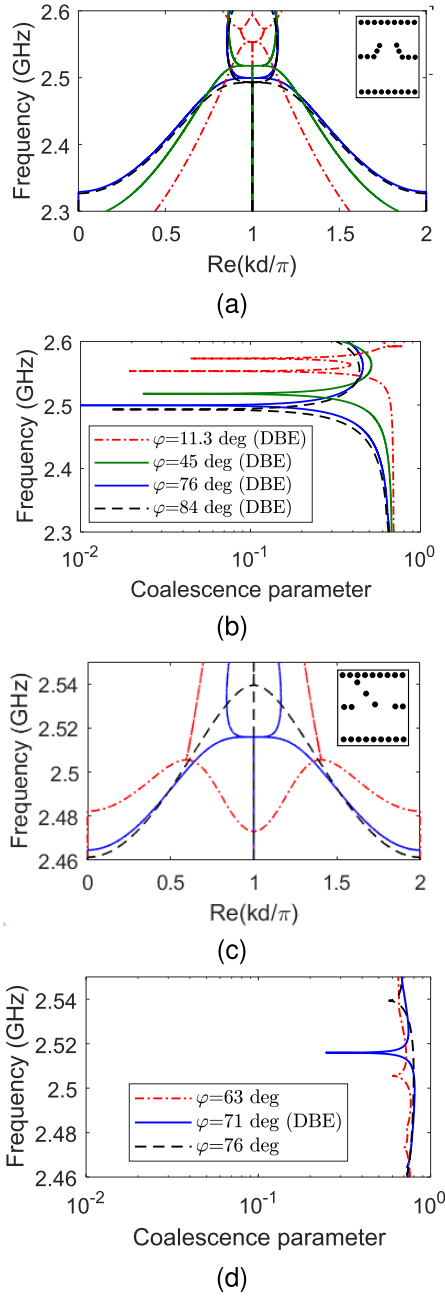 2.6
2.5
2.4
2.3
Frequency (GHz)
0 0.5 1 1.5 2
Re(kd/π)
(a)
2.6
2.5
2.4
2.3
Frequency (GHz)
φ=11.3 deg (DBE)
φ=45 deg (DBE)
φ=76 deg (DBE)
φ=84 deg (DBE)
10-2 10-1 100
Coalescence parameter
(b)
2.54
2.52
2.5
2.48
2.46
Frequency (GHz)
0 0.5 1 1.5 2
Re(kd/π)
(c)
2.54
2.52
2.5
2.48
2.46
Frequency (GHz)
φ=63 deg
φ=71 deg (DBE)
φ=76 deg
10-2 10-1 100
Coalescence parameter
(d)